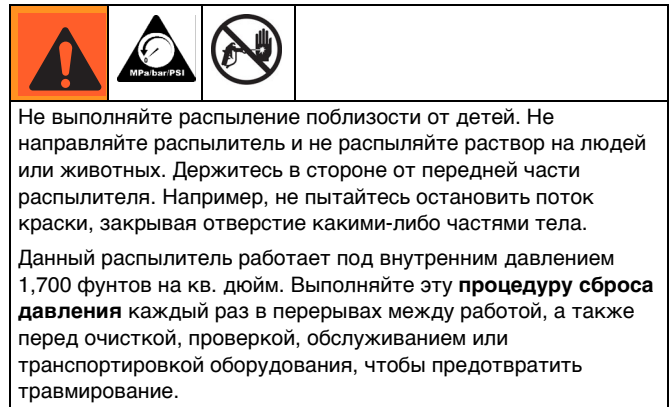 MPa/bar/PSI
Не выполняйте распыление поблизости от детей. Не
направляйте распылитель и не распыляйте раствор на людей
или животных. Держитесь в стороне от передней части
распылителя. Например, не пытайтесь остановить поток
краски, закрывая отверстие какими-либо частями тела.
Данный распылитель работает под внутренним давлением
1,700 фунтов на кв. дюйм. Выполняйте эту процедуру сброса
давления каждый раз в перерывах между работой, а также
перед очисткой, проверкой, обслуживанием или
транспортировкой оборудования, чтобы предотвратить
травмирование.